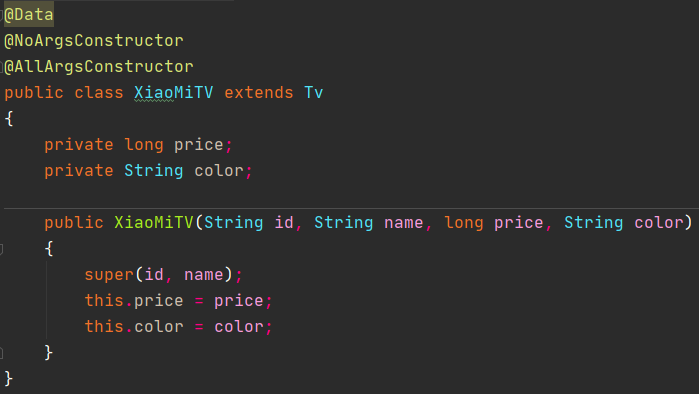 @Data
@NoArgsConstructor
@AllArgsConstructor
public class XiaoMiTV extends Tv
{
    private long price;
    private String color;

    public XiaoMiTV(String id, String name, long price, String color)
    {
        super(id, name);
        this.price = price;
        this.color = color;
    }
}